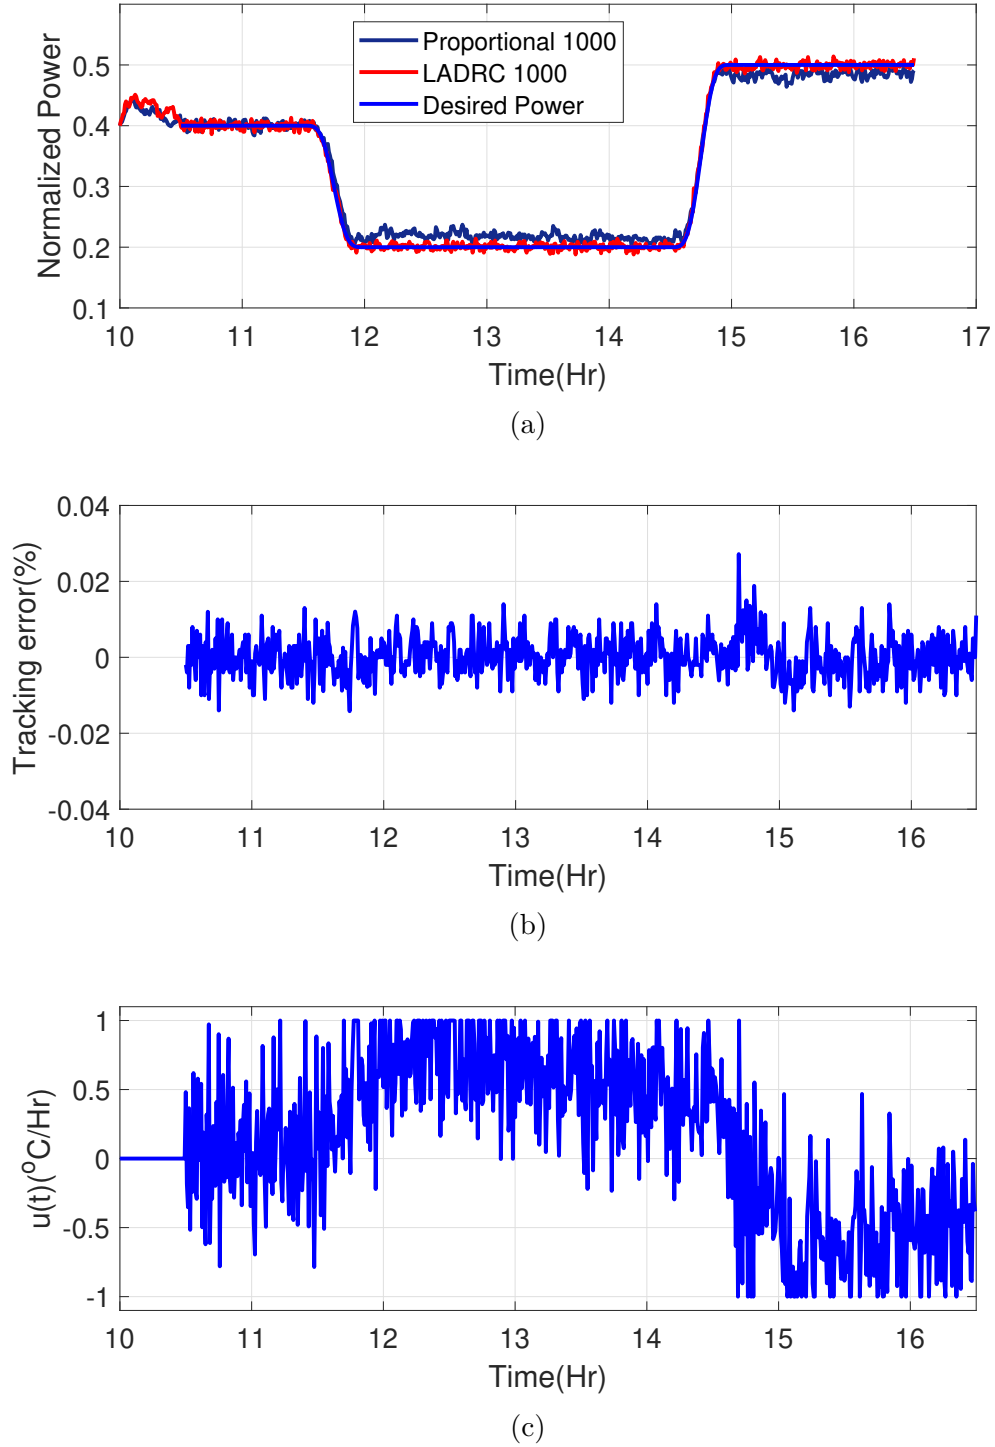 Normalized Power
0.5
0.4
0.3
0.2
0.1
Proportional 1000
LADRC 1000
Desired Power
10 11 12 13 14 15 16 17
Time(Hr)
(a)
Tracking error(%)
0.04
0.02
0
-0.02
-0.04
10 11 12 13 14 15 16
Time(Hr)
(b)
u(t)(°C/Hr)
1
0.5
0
-0.5
-1
10 11 12 13 14 15 16
Time(Hr)
(c)